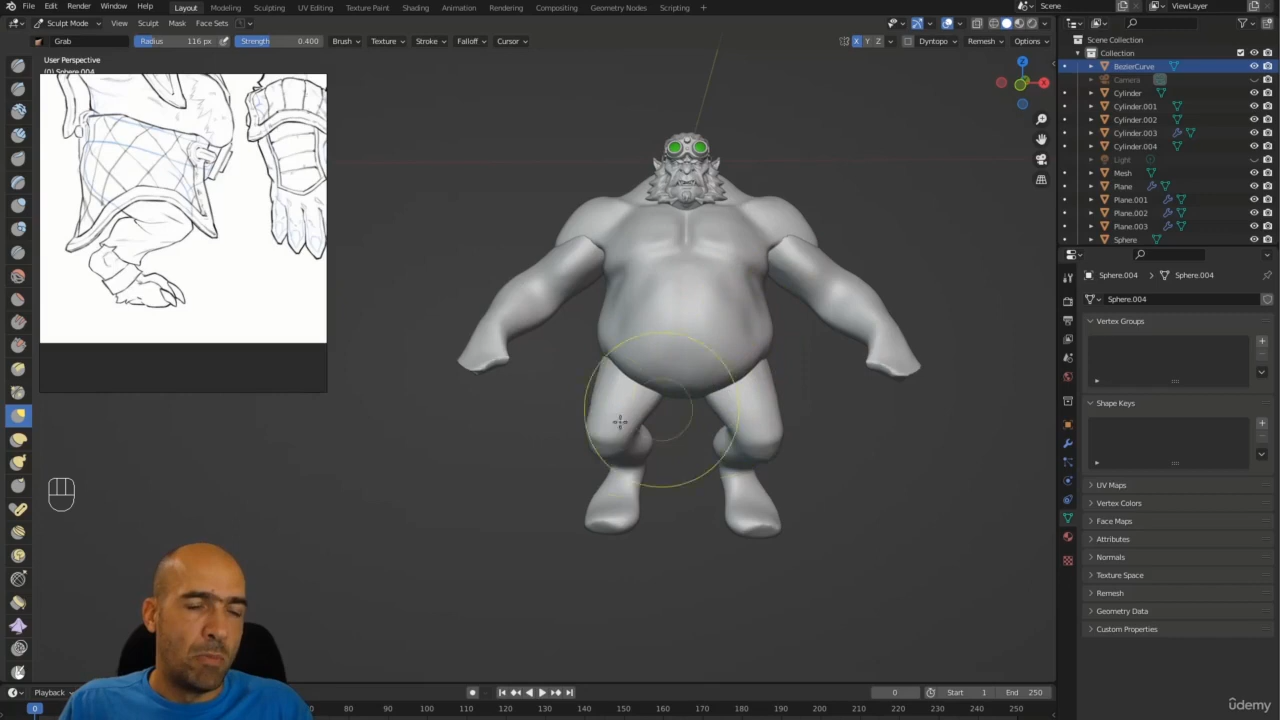 File Edit Render Window Help Layout Modeling Sculpting UV Editing Texture Paint Shading Animation Rendering Compositing Geometry Nodes Scripting + Scene ViewLayer
Sculpt Mode View Sculpt Mask Face Sets
Grab Radius 116 px Strength 0.400 Brush Texture Stroke Falloff Cursor X Y Z Dyntopo Remesh Options
User Perspective
(0) Sphere.004
Scene Collection
Collection
BezierCurve
Camera
Cylinder
Cylinder.001
Cylinder.002
Cylinder.003
Cylinder.004
Light
Mesh
Plane
Plane.001
Plane.002
Plane.003
Sphere
Sphere.004 > Sphere.004
Sphere.004
Vertex Groups
Shape Keys
UV Maps
Vertex Colors
Face Maps
Attributes
Normals
Texture Space
Remesh
Geometry Data
Custom Properties
Playback 0 Start 1 End 250
0 80 90 100 110 120 130 140 150 160 170 180 190 200 210 220 230 240 250
ûdemy